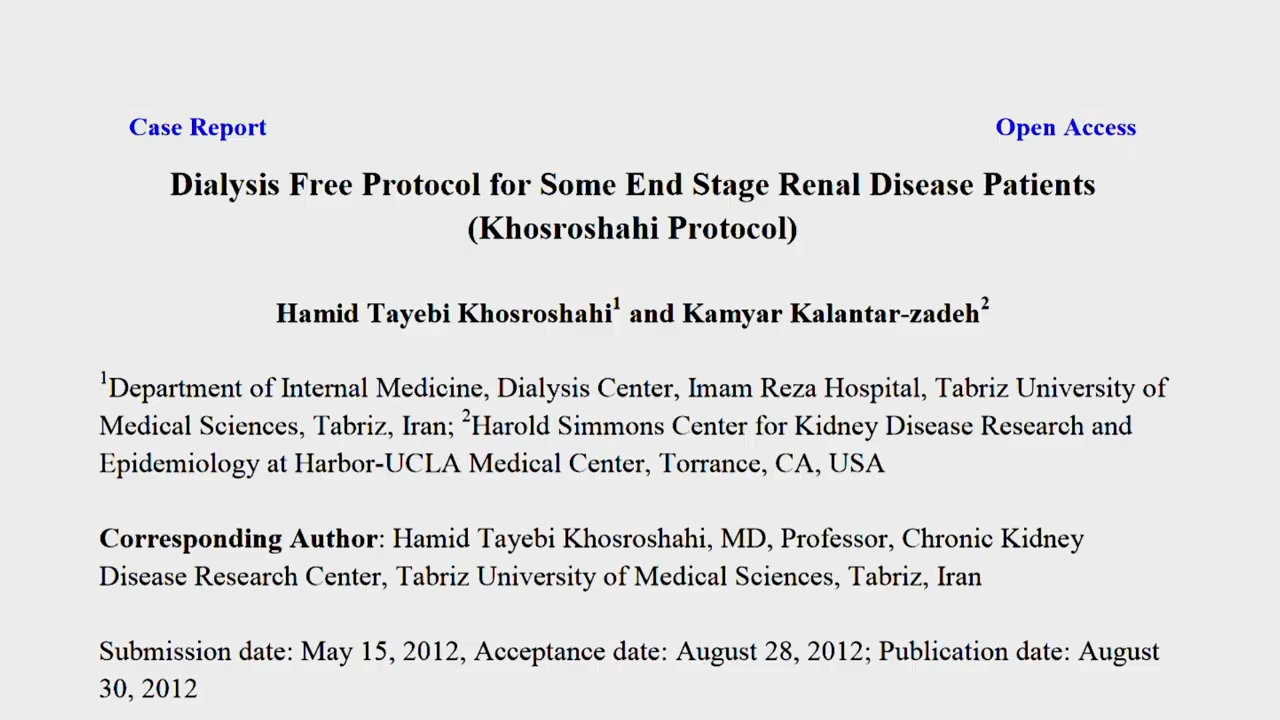 Case Report Open Access
Dialysis Free Protocol for Some End Stage Renal Disease Patients
(Khosroshahi Protocol)
Hamid Tayebi Khosroshahi1 and Kamyar Kalantar-zadeh2
1Department of Internal Medicine, Dialysis Center, Imam Reza Hospital, Tabriz University of
Medical Sciences, Tabriz, Iran; 2Harold Simmons Center for Kidney Disease Research and
Epidemiology at Harbor-UCLA Medical Center, Torrance, CA, USA
Corresponding Author: Hamid Tayebi Khosroshahi, MD, Professor, Chronic Kidney
Disease Research Center, Tabriz University of Medical Sciences, Tabriz, Iran
Submission date: May 15, 2012, Acceptance date: August 28, 2012; Publication date: August
30, 2012